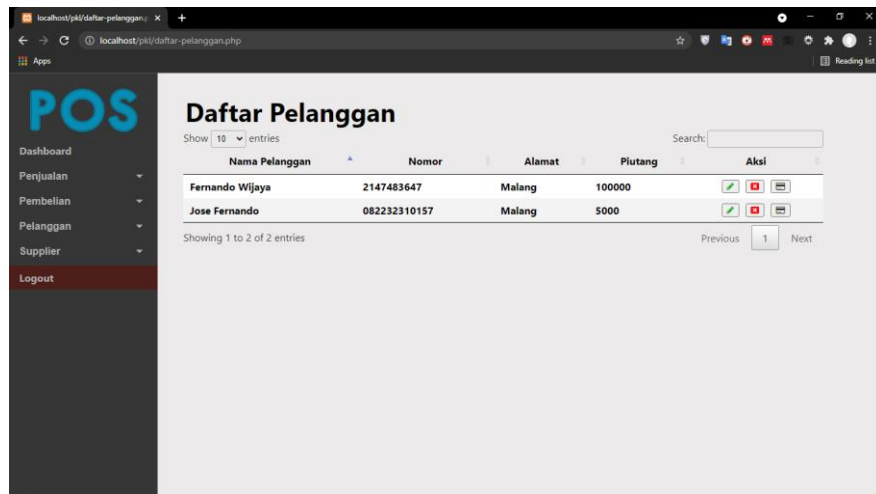 localhost/pkl/daftar-pelanggan.p
localhost/pkl/daftar-pelanggan.php
Apps
Reading list
POS
Dashboard
Penjualan
Pembelian
Pelanggan
Supplier
Logout
Daftar Pelanggan
Show 10 entries Search:
Nama Pelanggan Nomor Alamat Piutang Aksi
Fernando Wijaya 2147483647 Malang 100000
Jose Fernando 082232310157 Malang 5000
Showing 1 to 2 of 2 entries Previous 1 Next